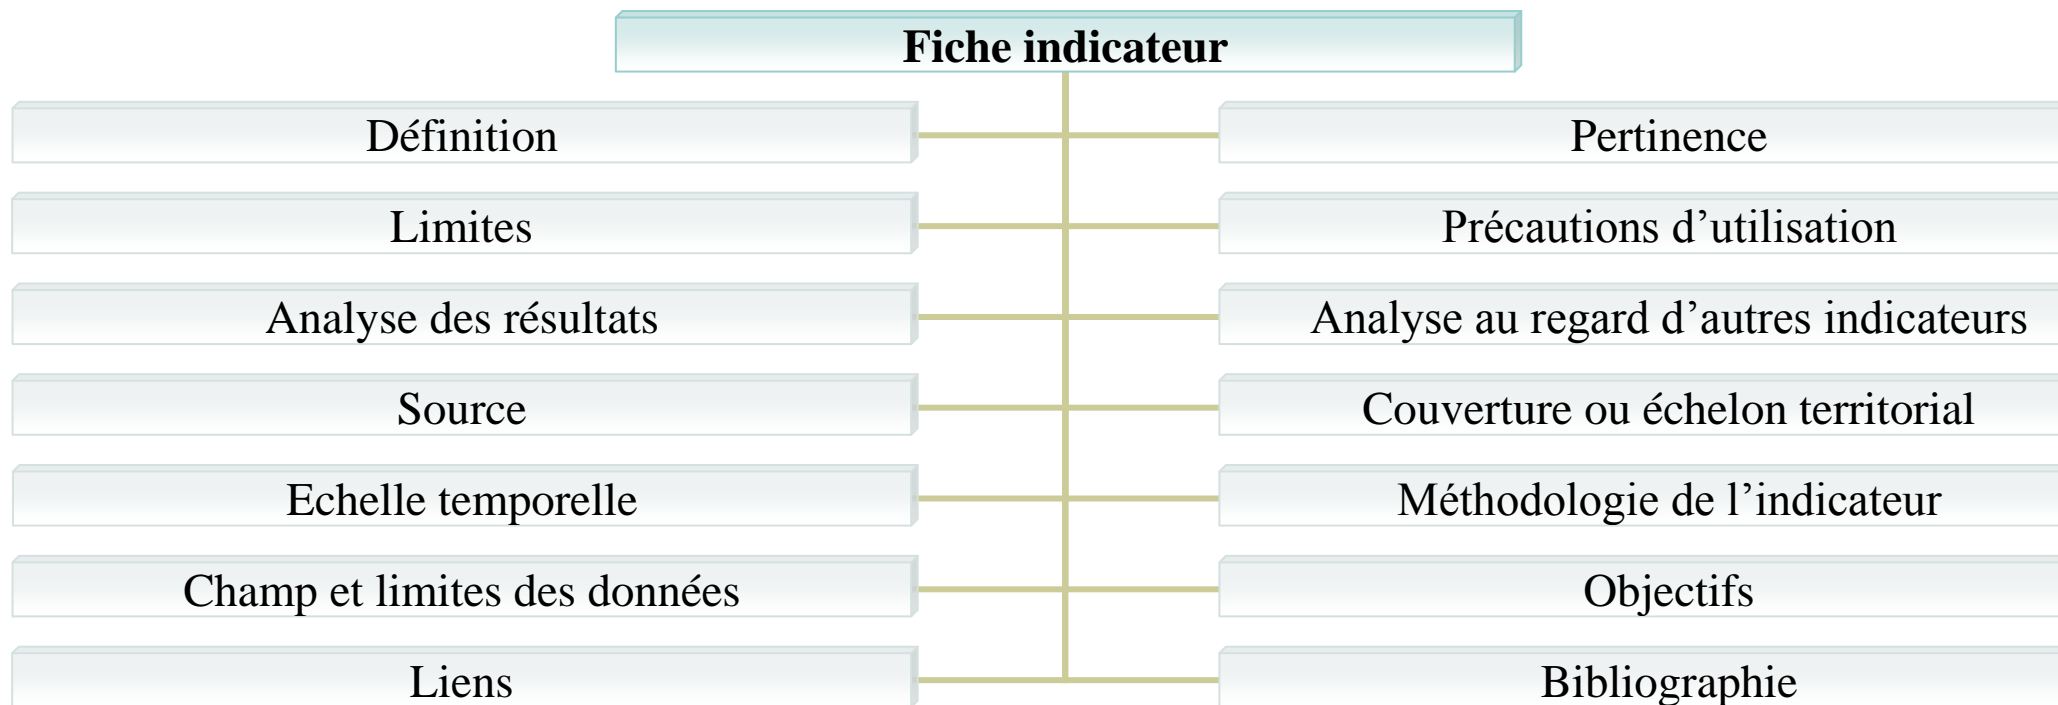 Fiche indicateur
Définition
Pertinence
Limites
Précautions d’utilisation
Analyse des résultats
Analyse au regard d’autres indicateurs
Source
Couverture ou échelon territorial
Echelle temporelle
Méthodologie de l’indicateur
Champ et limites des données
Objectifs
Liens
Bibliographie